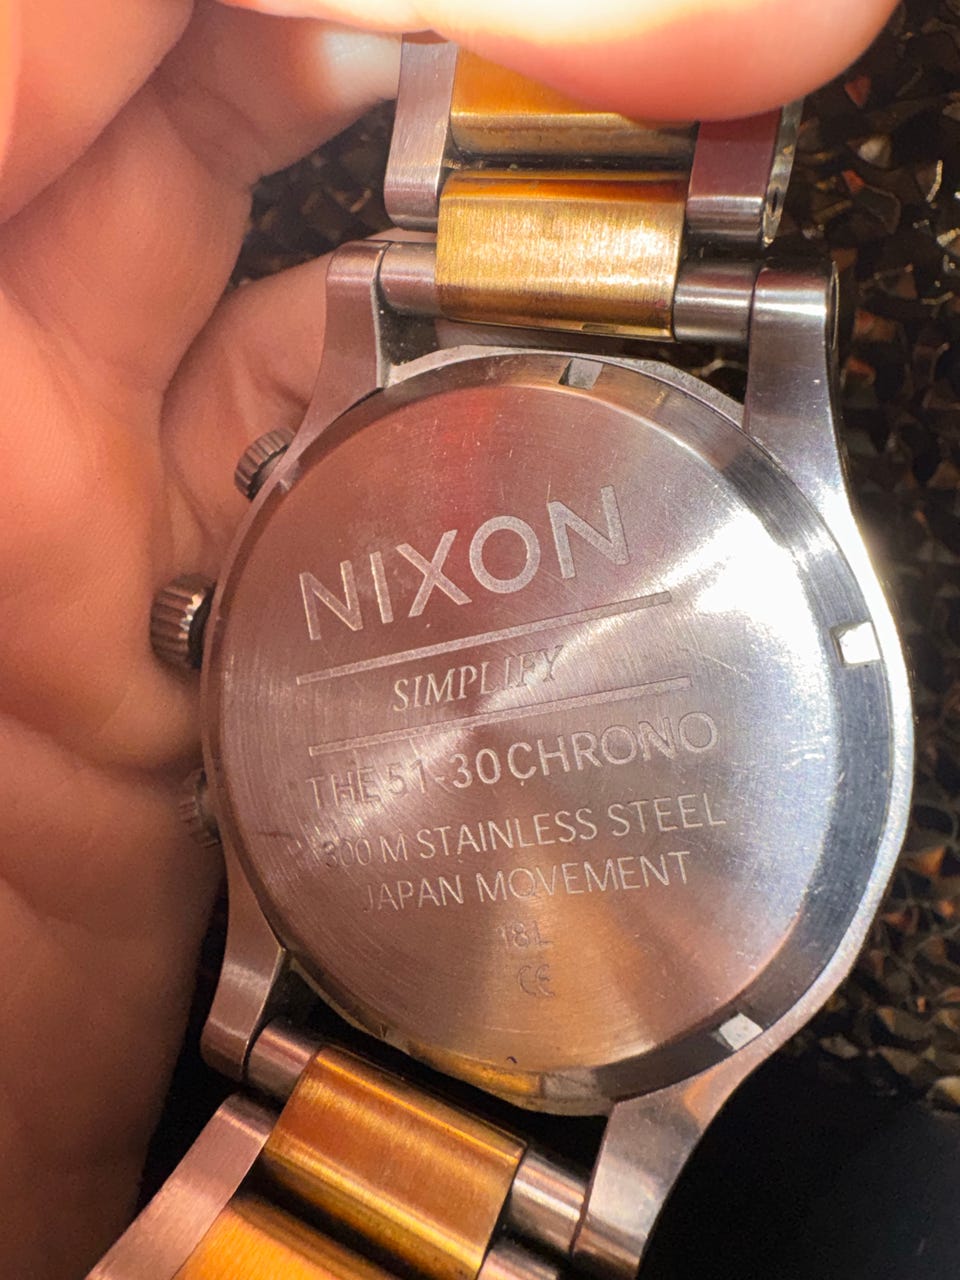 NIXON
SIMPLIFY
THE 51-30 CHRONO
300 M STAINLESS STEEL
JAPAN MOVEMENT
18L
CE